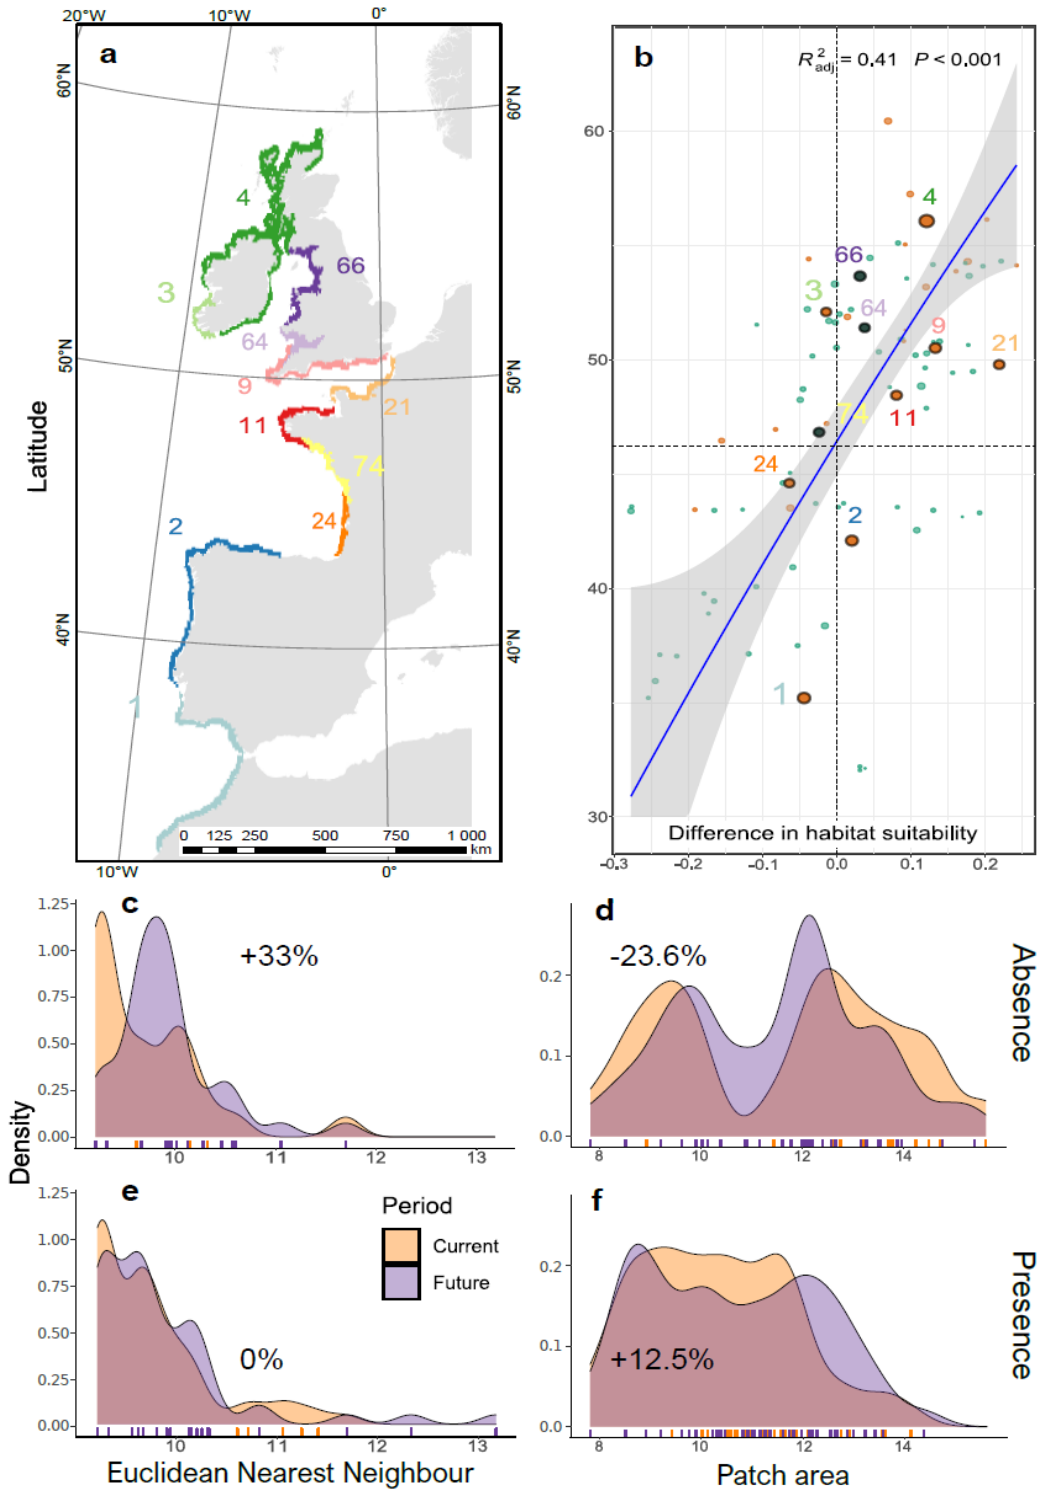 20°W 10°W 0°
a
60°N
60°N
4
66
3
64
50°N
50°N
9
21
11
74
24
2
40°N
40°N
1
0 125 250 500 750 1 000
km
10°W 0°
Latitude
b
R²adj = 0.41 P < 0.001
60
4
66
3
64
9
21
50
74
11
24
2
40
1
30
Difference in habitat suitability
-0.3 -0.2 -0.1 0.0 0.1 0.2
c
+33%
1.25
1.00
0.75
0.50
0.25
0.00
10 11 12 13
d
-23.6%
0.2
0.1
0.0
8 10 12 14
Absence
Density
e
0%
1.25
1.00
0.75
0.50
0.25
0.00
Period
Current
Future
10 11 12 13
Euclidean Nearest Neighbour
f
+12.5%
0.2
0.1
0.0
8 10 12 14
Patch area
Presence